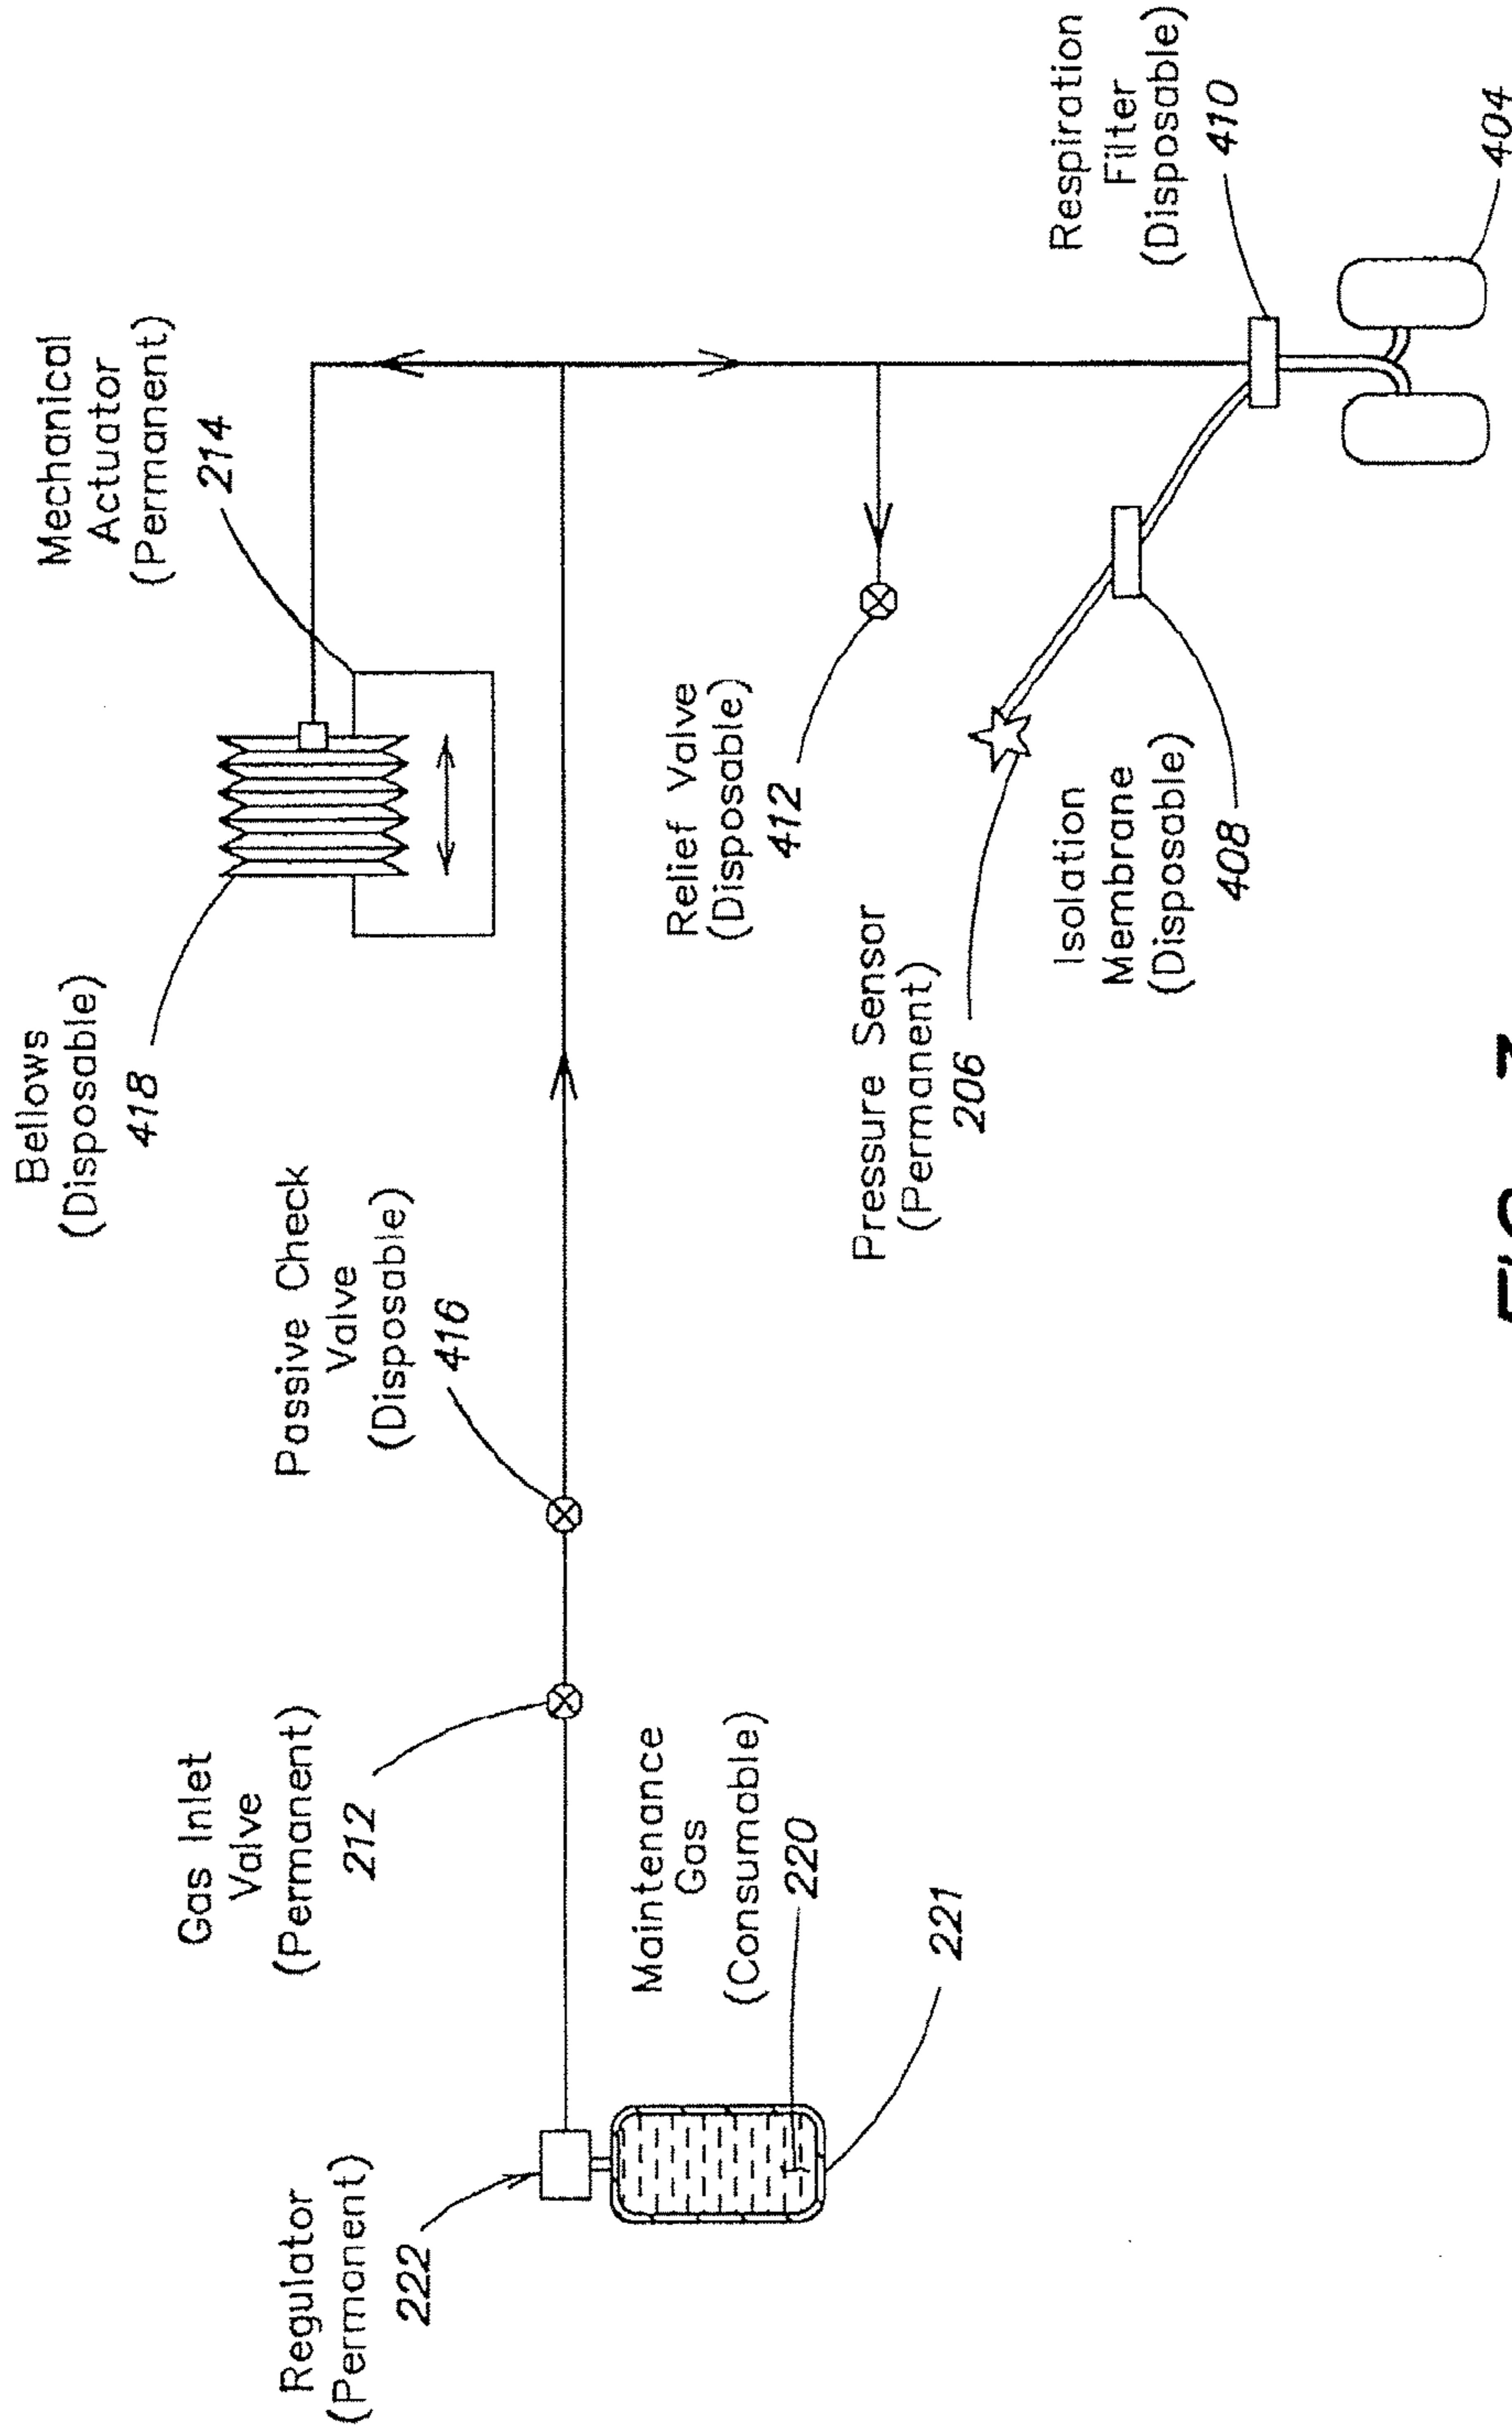 Bellows
(Disposable)
418
Mechanical
Actuator
(Permanent)
214
Gas Inlet
Valve
(Permanent)
212
Passive Check
Valve
(Disposable)
416
Regulator
(Permanent)
222
Maintenance
Gas
(Consumable)
220
221
Relief Valve
(Disposable)
412
Pressure Sensor
(Permanent)
206
Isolation
Membrane
(Disposable)
408
Respiration
Filter
(Disposable)
410
404